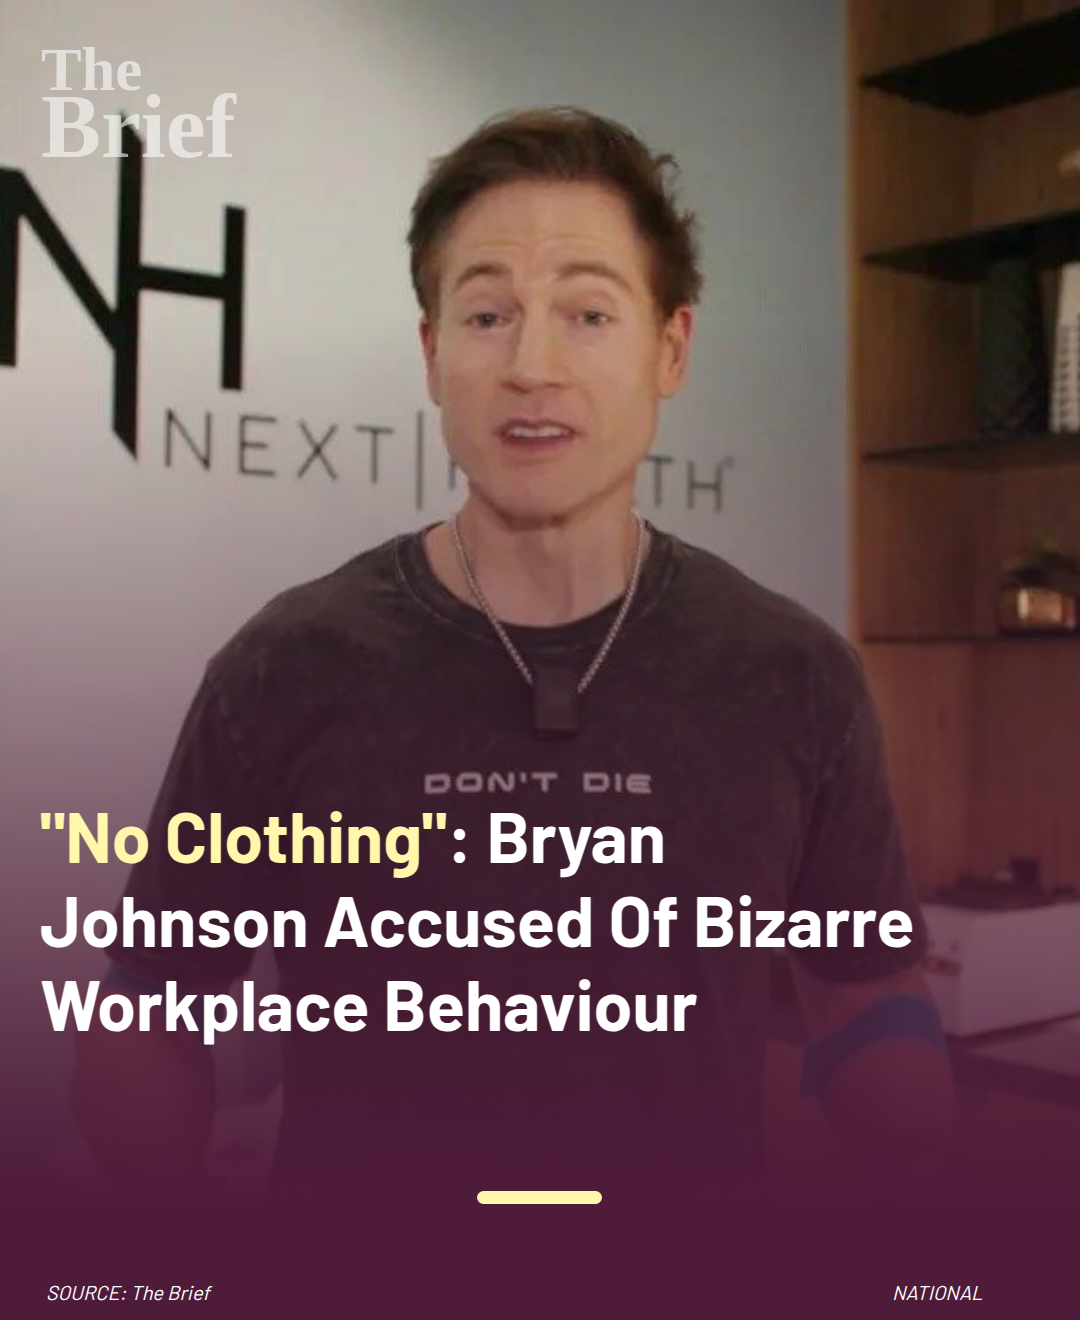 The
Brief
NH
NEXT|
TH
DON'T DIE
"No Clothing": Bryan
Johnson Accused Of Bizarre
Workplace Behaviour
SOURCE: The Brief
NATIONAL